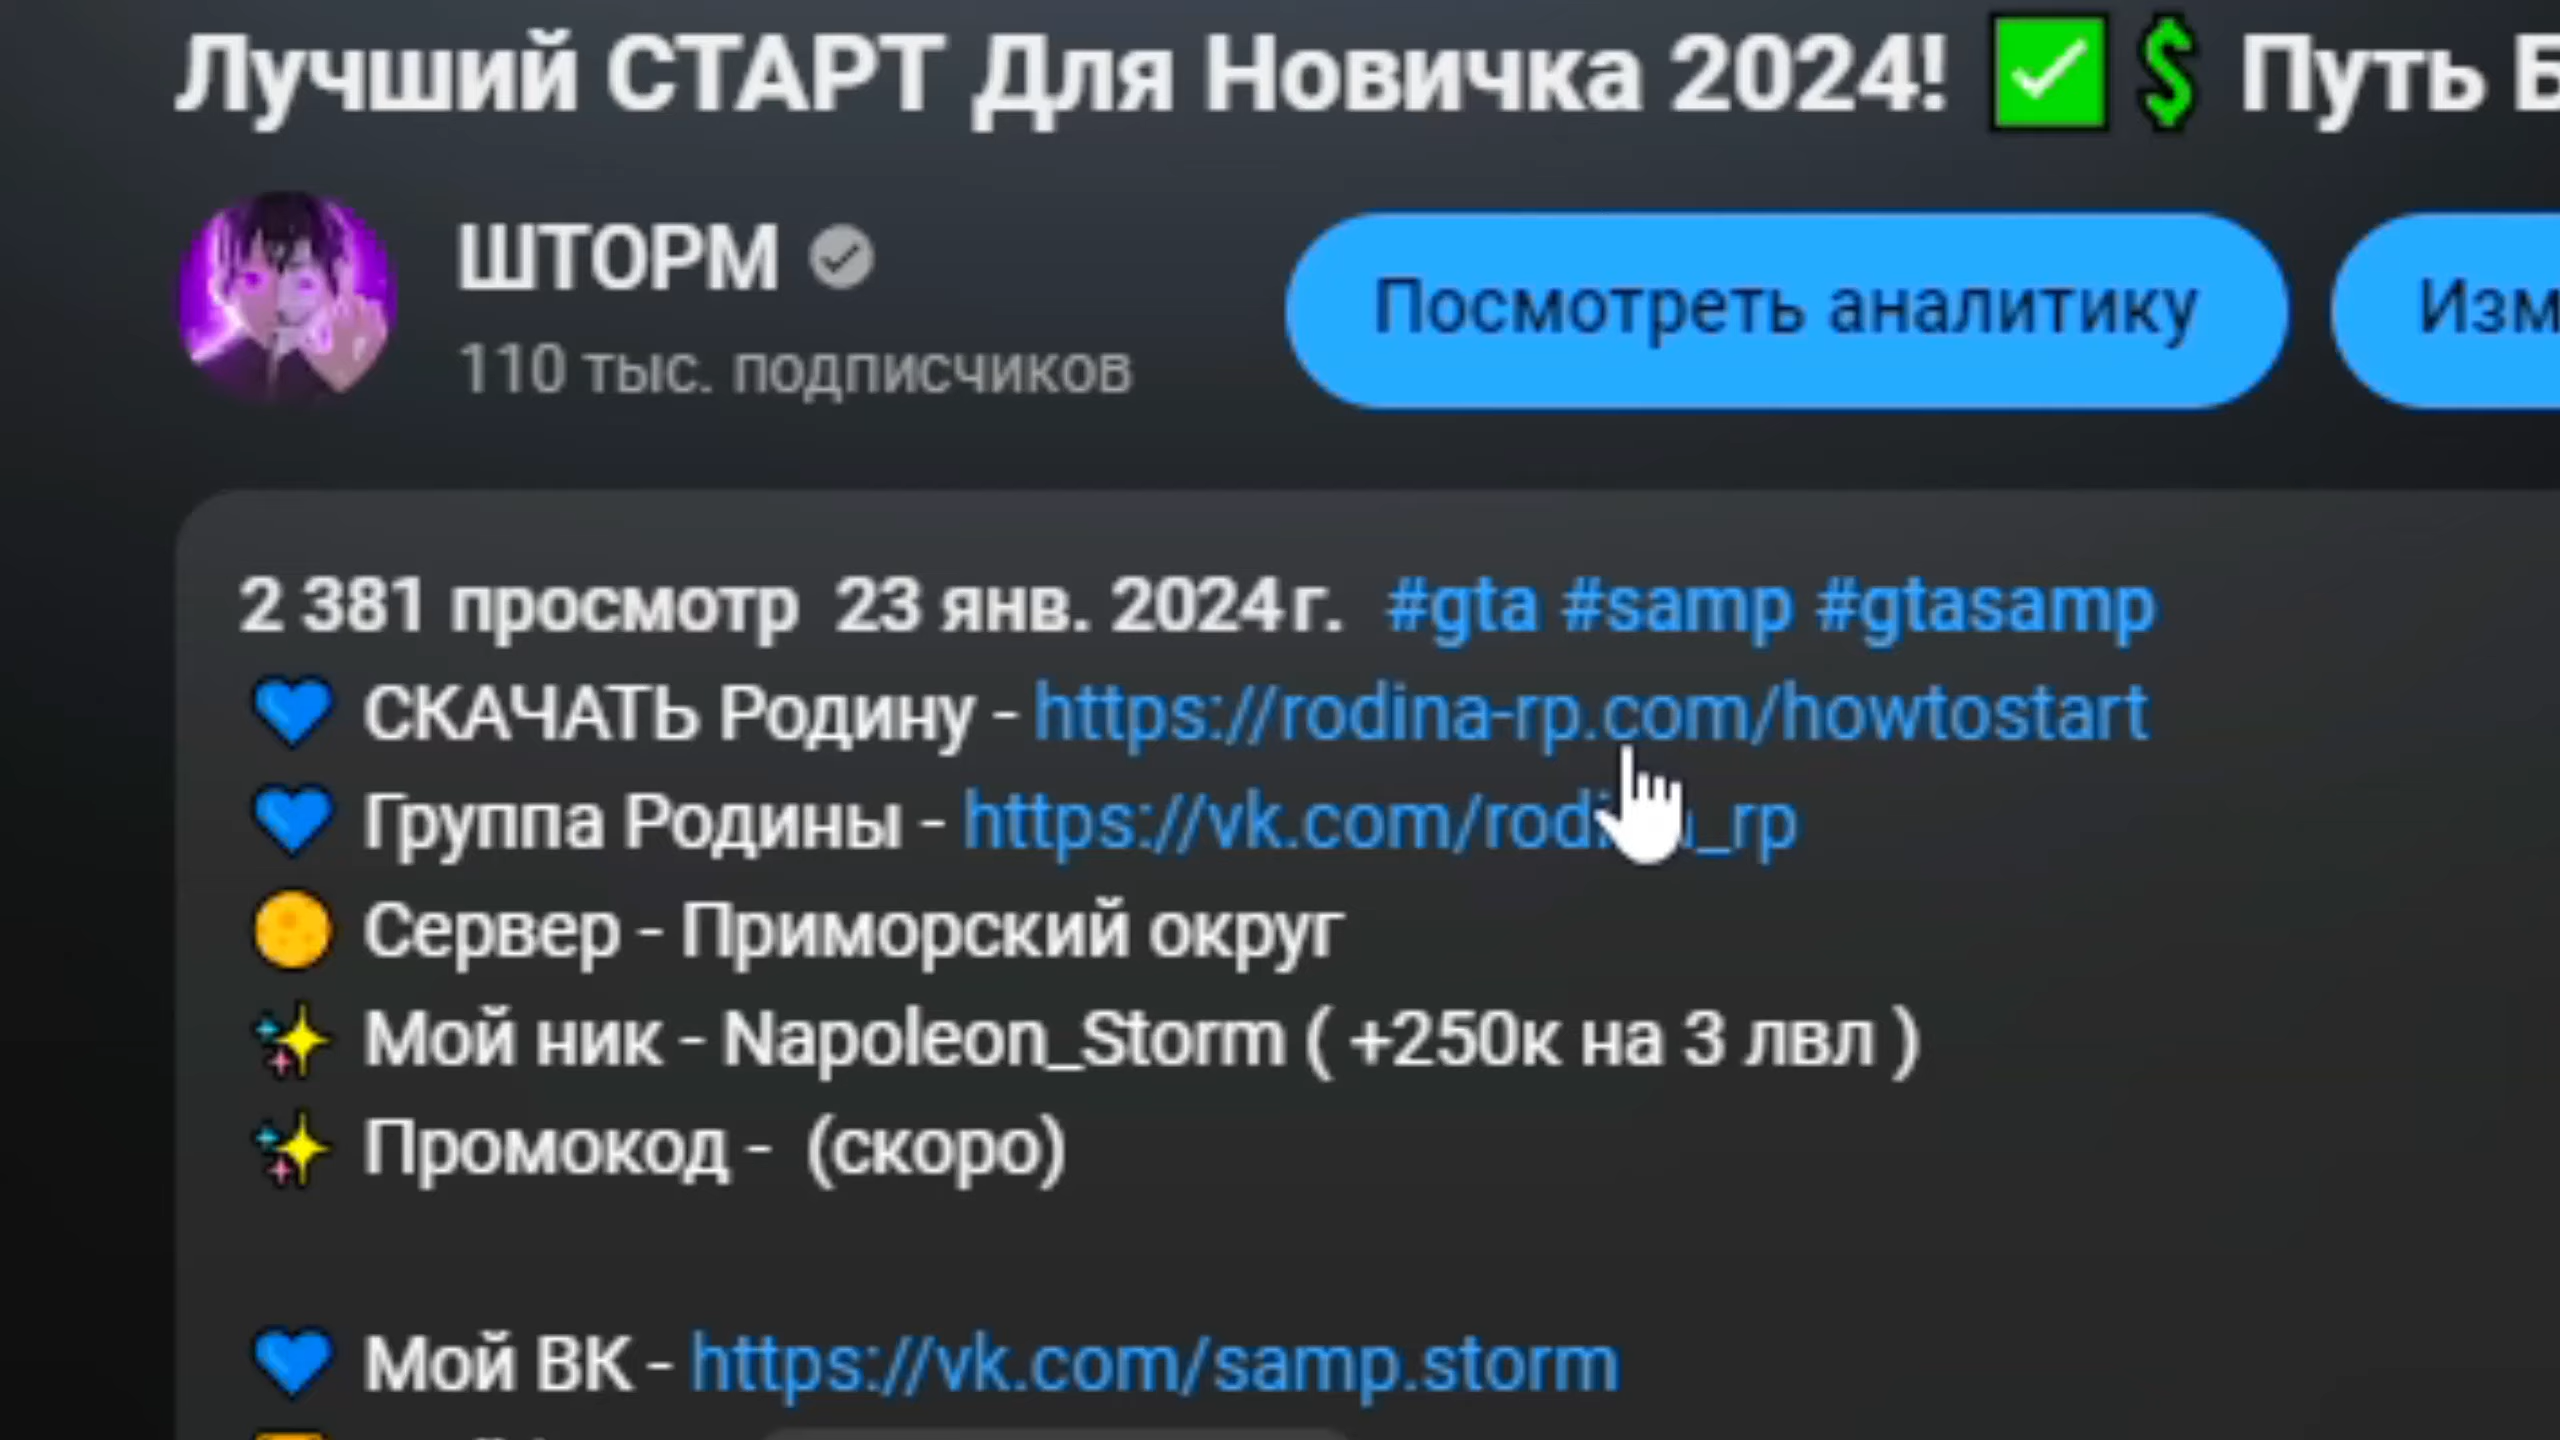 Лучший СТАРТ Для Новичка 2024! ✅💲 Путь Б
ШТОРМ
Посмотреть аналитику
Изм
110 тыс. подписчиков
2 381 просмотр 23 янв. 2024 г. #gta #samp #gtasamp
💙 СКАЧАТЬ Родину - https://rodina-rp.com/howtostart
💙 Группа Родины - https://vk.com/rodina_rp
🟡 Сервер - Приморский округ
✨ Мой ник - Napoleon_Storm ( +250к на 3 лвл )
✨ Промокод - (скоро)
💙 Мой ВК - https://vk.com/samp.storm